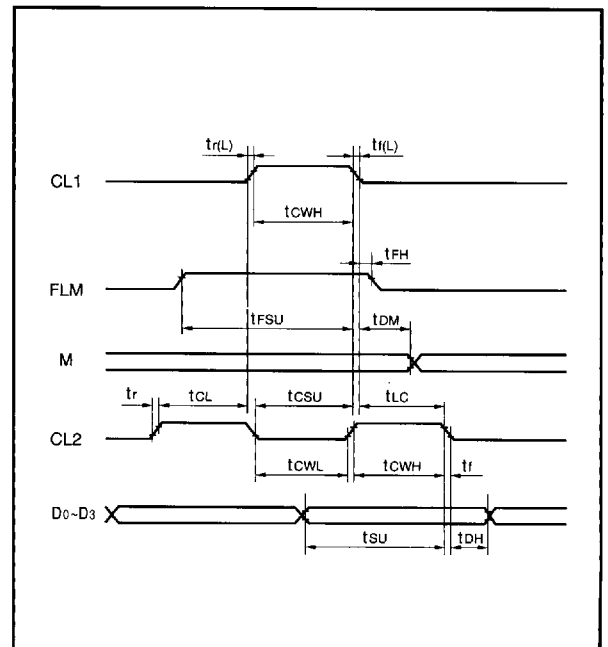 tr(L) tf(L)
CL1
tCWH
tFH
FLM
tFSU tDM
M
tr tCL tCSU tLC
CL2
tCWL tCWH tf
D0~D3
tSU tDH